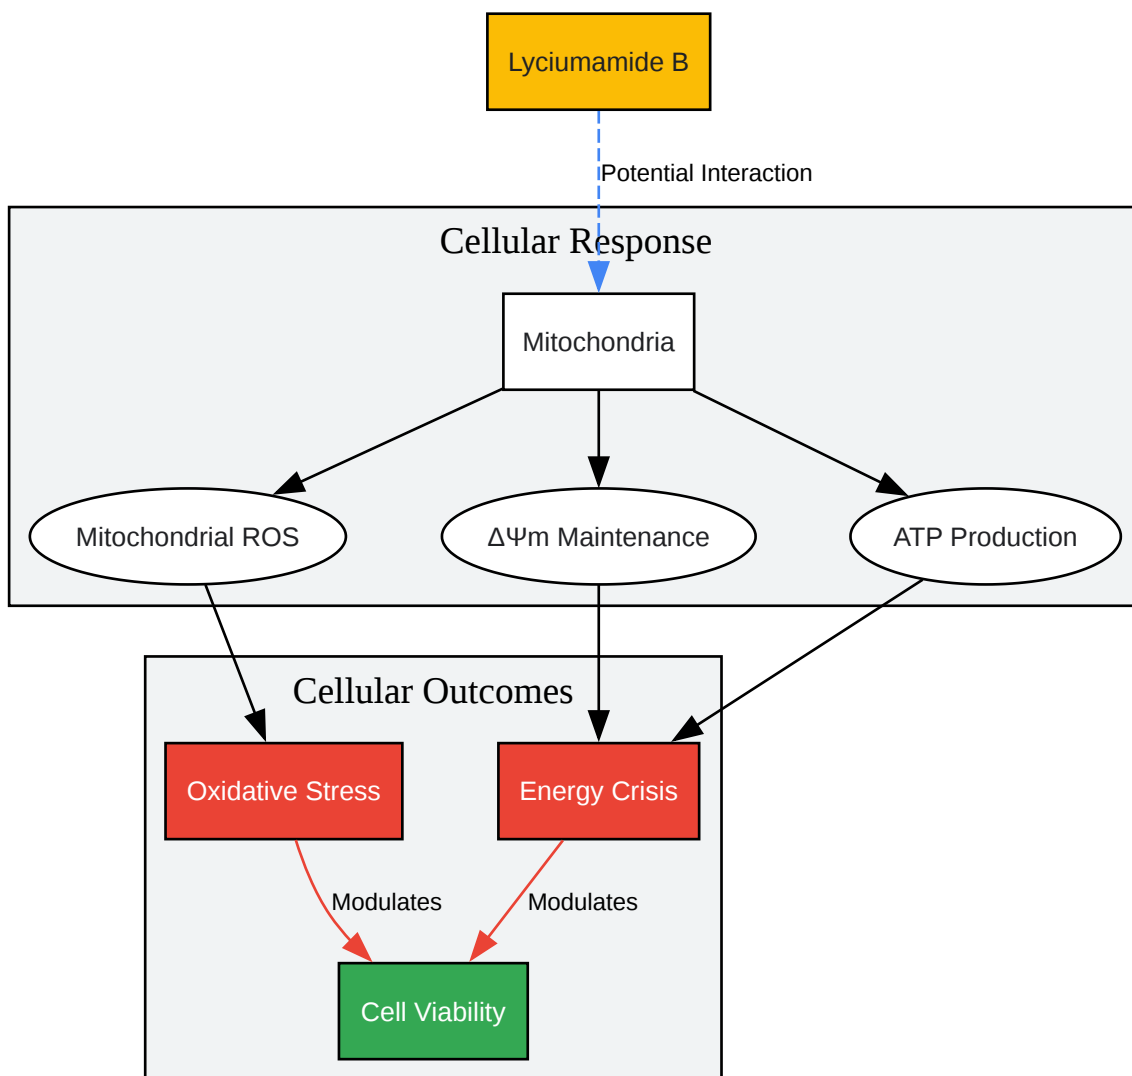 Lyciumamide B
Potential Interaction
Cellular Response
Mitochondria
Mitochondrial ROS
ΔΨm Maintenance
ATP Production
Cellular Outcomes
Oxidative Stress
Energy Crisis
Modulates
Modulates
Cell Viability